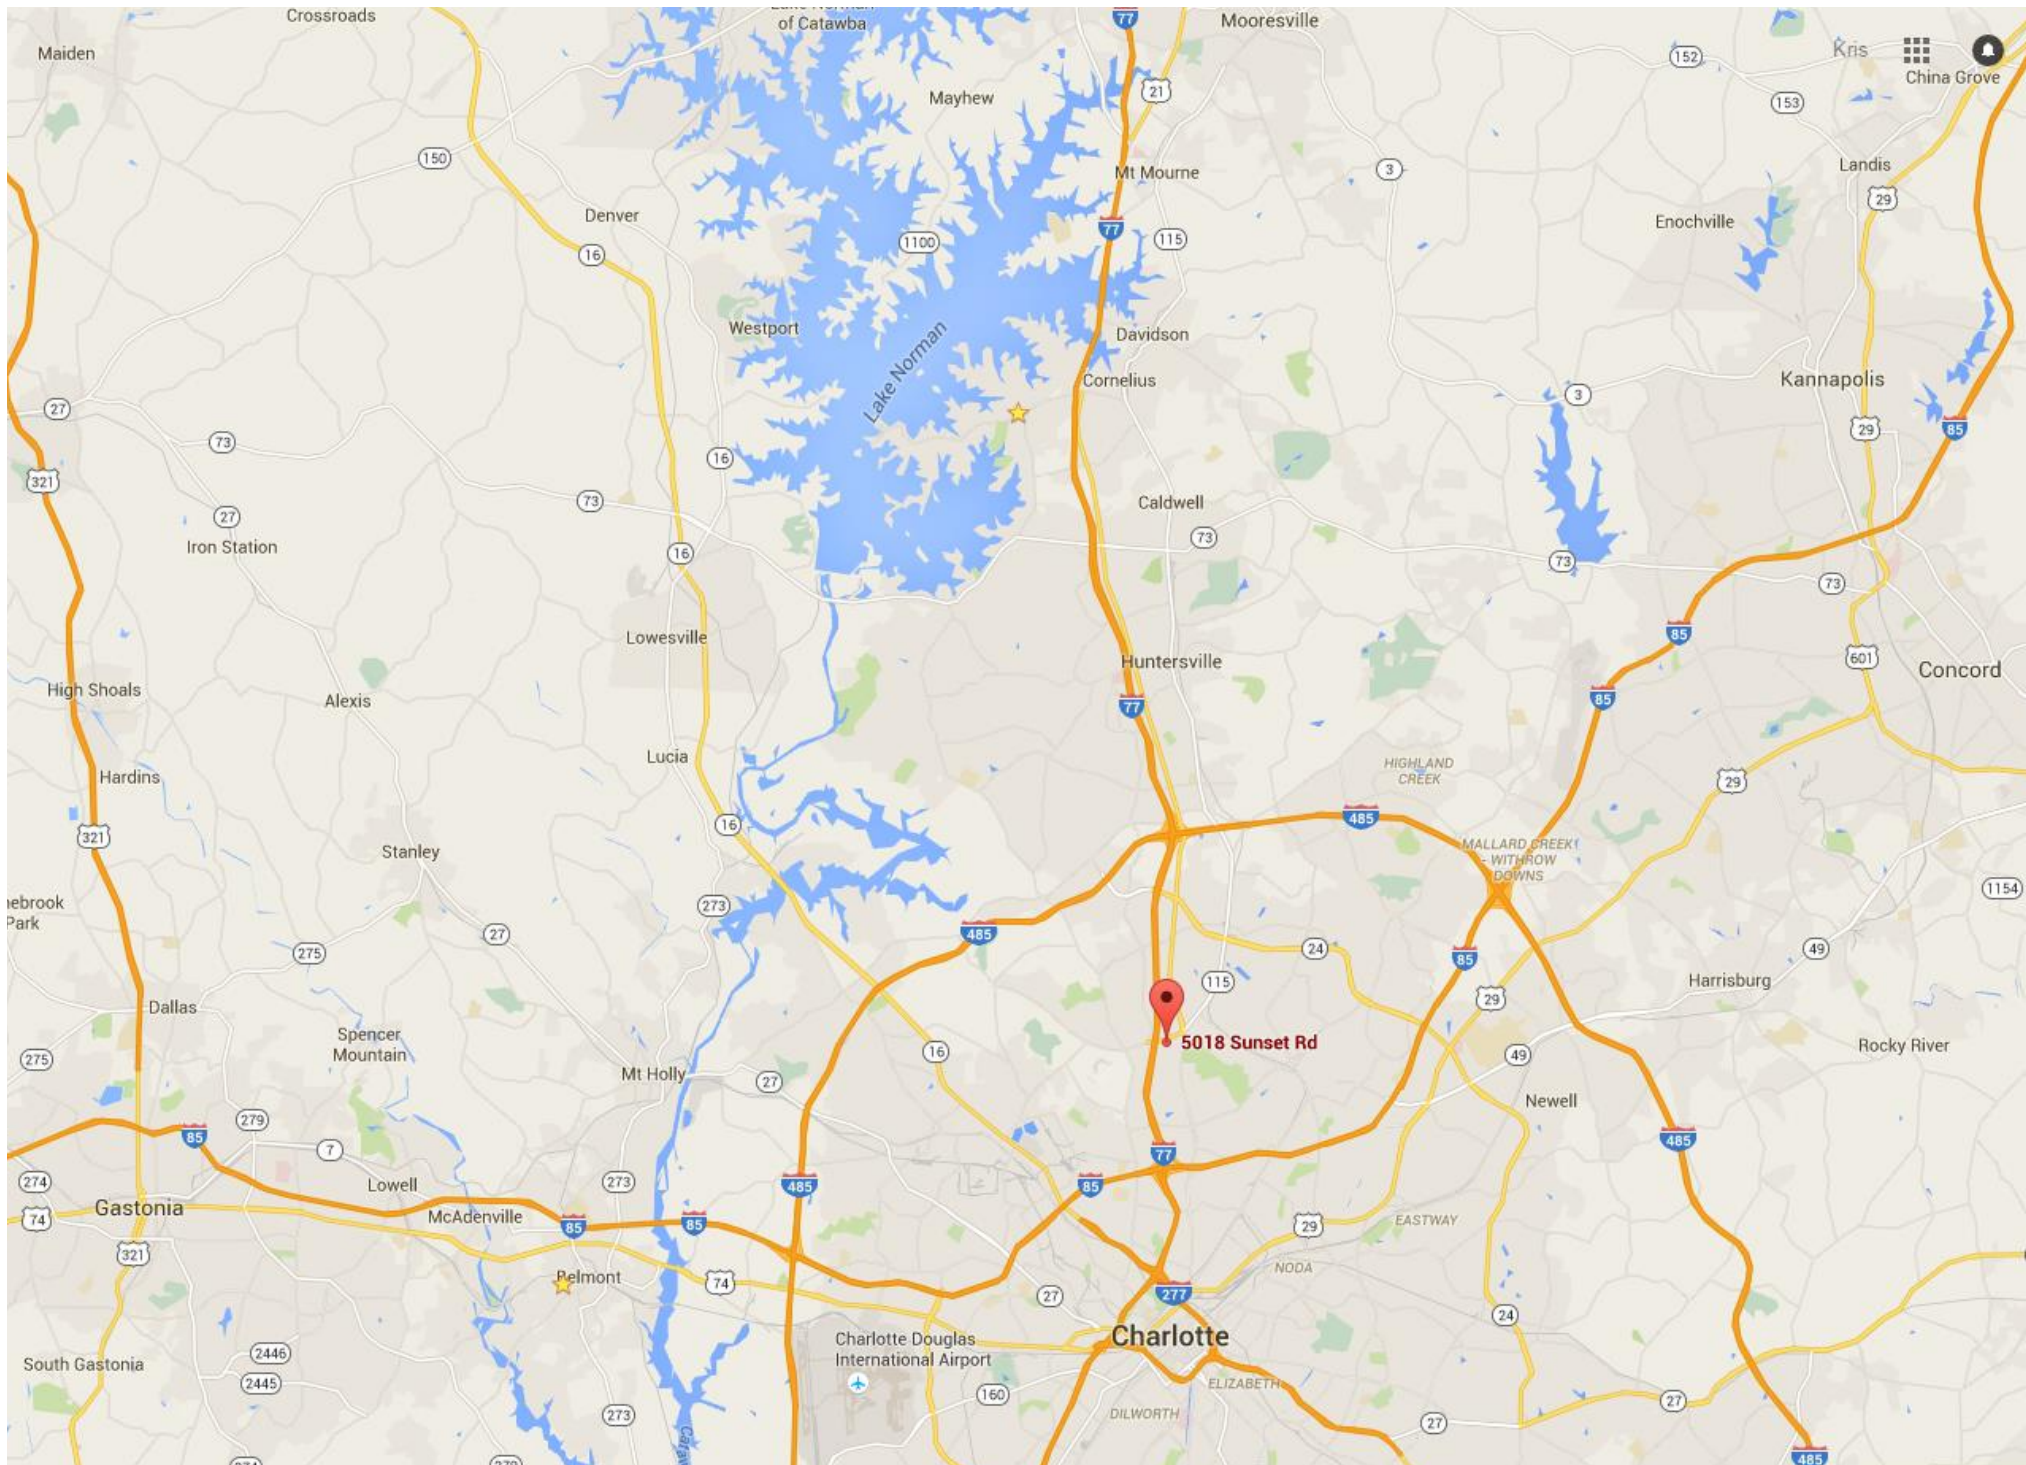 Crossroads
Lake Norman
of Catawba
77
Mooresville
Maiden
152
Kris
China Grove
21
Mayhew
153
150
Mt Mourne
3
Landis
29
Denver
16
1100
77
115
Enochville
Westport
Lake Norman
Davidson
Cornelius
Kannapolis
3
27
73
16
29
85
321
73
Caldwell
27
Iron Station
16
73
73
73
Lowesville
85
Huntersville
601
Concord
High Shoals
Alexis
77
85
Lucia
HIGHLAND
CREEK
Hardins
29
321
16
485
Stanley
MALLARD CREEK
- WITHROW
DOWNS
1154
nebrook
Park
273
27
485
24
49
275
85
115
Harrisburg
Dallas
29
Spencer
Mountain
5018 Sunset Rd
16
49
Rocky River
275
Mt Holly
27
Newell
279
85
7
77
485
274
Lowell
273
485
85
Gastonia
74
McAdenville
85
85
29
EASTWAY
321
Belmont
74
NODA
27
277
24
Charlotte Douglas
International Airport
Charlotte
2446
South Gastonia
2445
160
ELIZABETH
27
273
DILWORTH
27
485